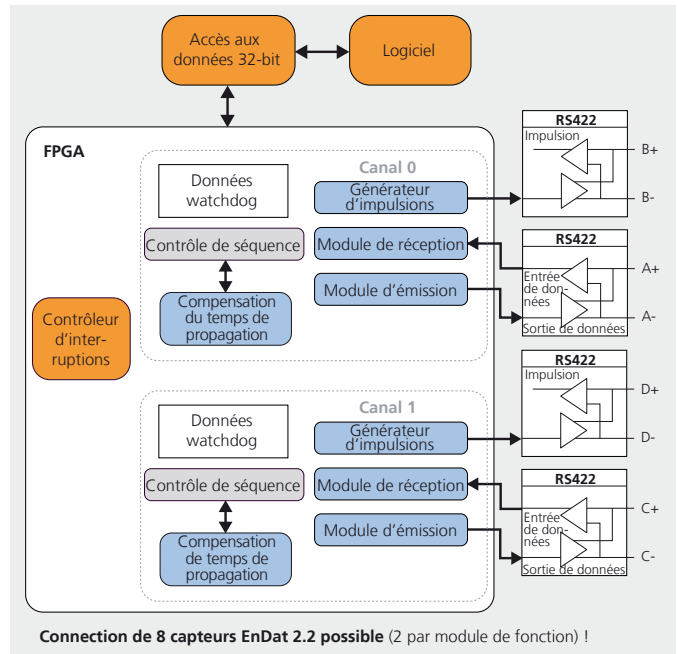 Accès aux
données 32-bit
Logiciel
FPGA
Canal 0
Données
watchdog
Générateur
d'impulsions
Contrôle de séquence
Module de réception
Module d'émission
Compensation
du temps de
propagation
Contrôleur
d'inter-
ruptions
Canal 1
Données
watchdog
Générateur
d'impulsions
Contrôle de séquence
Module de réception
Module d'émission
Compensation
de temps de
propagation
RS422
Impulsion
B+
B-
RS422
Entrée
de don-
nées
Sortie de données
A+
A-
RS422
Impulsion
D+
D-
RS422
Entrée
de don-
nées
Sortie de données
C+
C-
Connection de 8 capteurs EnDat 2.2 possible (2 par module de fonction) !